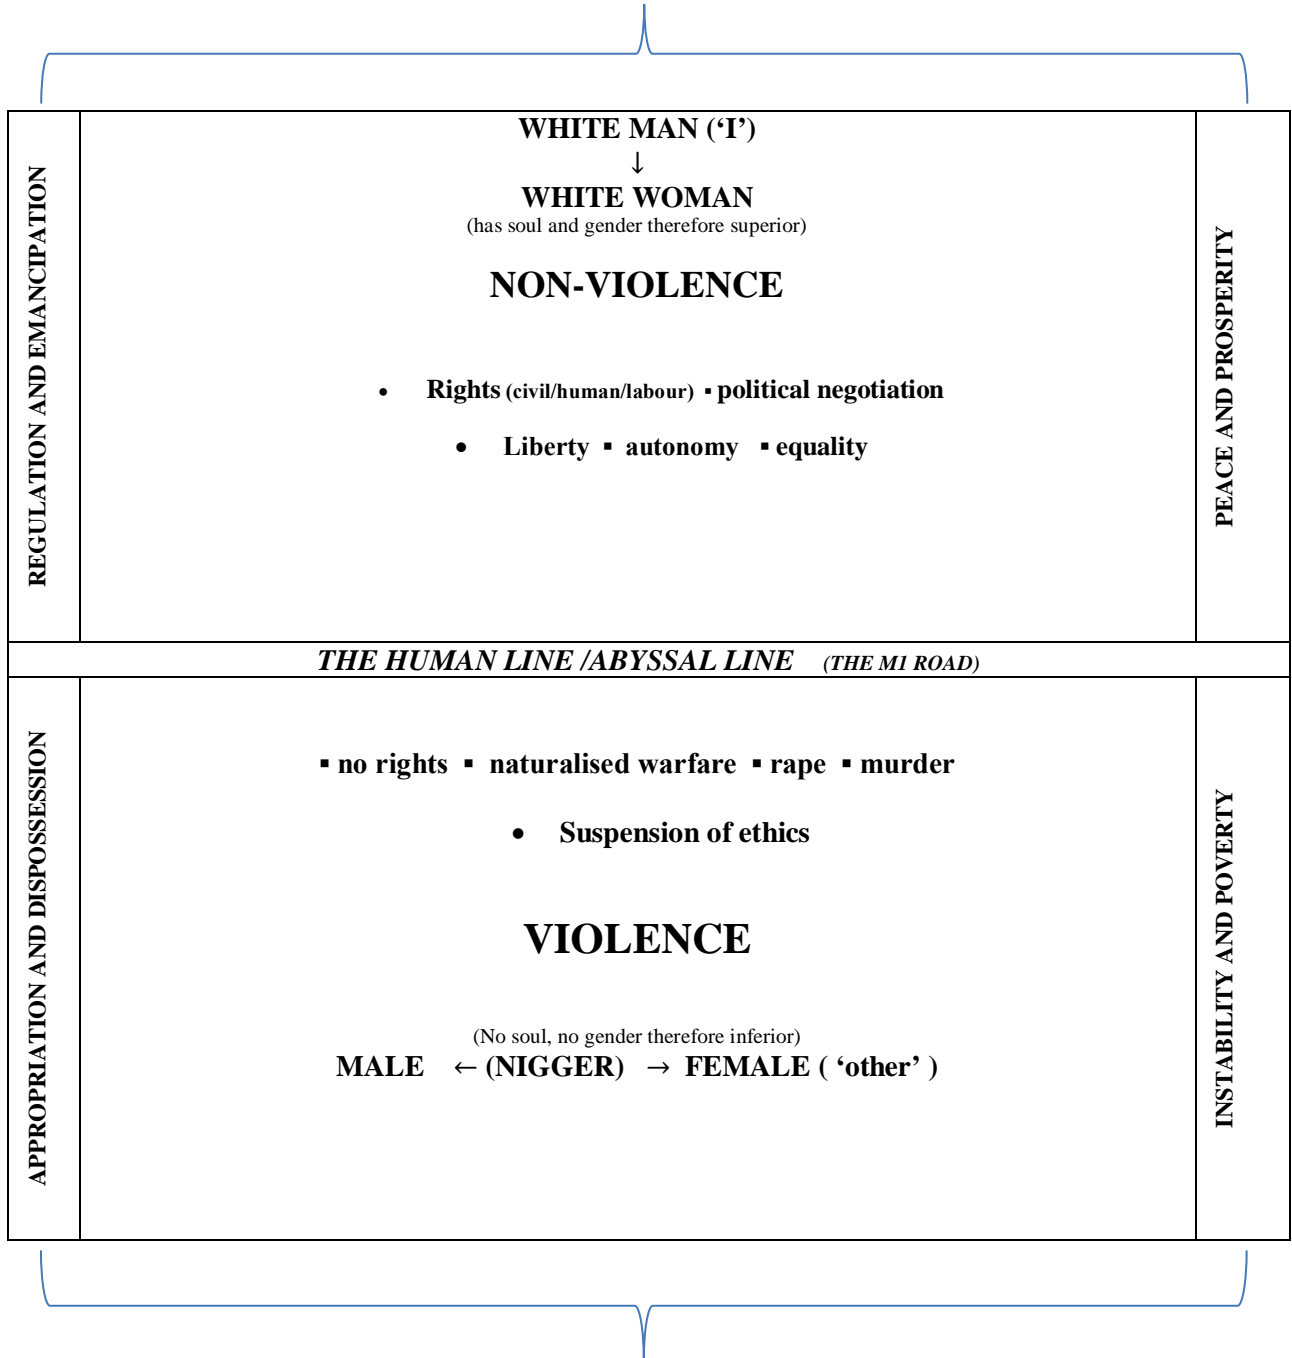 WHITE MAN (‘I’)
↓
WHITE WOMAN
(has soul and gender therefore superior)
NON-VIOLENCE
• Rights (civil/human/labour) ▪ political negotiation
• Liberty ▪ autonomy ▪ equality
REGULATION AND EMANCIPATION
PEACE AND PROSPERITY
THE HUMAN LINE /ABYSSAL LINE (THE M1 ROAD)
▪ no rights ▪ naturalised warfare ▪ rape ▪ murder
• Suspension of ethics
VIOLENCE
(No soul, no gender therefore inferior)
MALE ← (NIGGER) → FEMALE ( ‘other’ )
APPROPRIATION AND DISPOSSESSION
INSTABILITY AND POVERTY